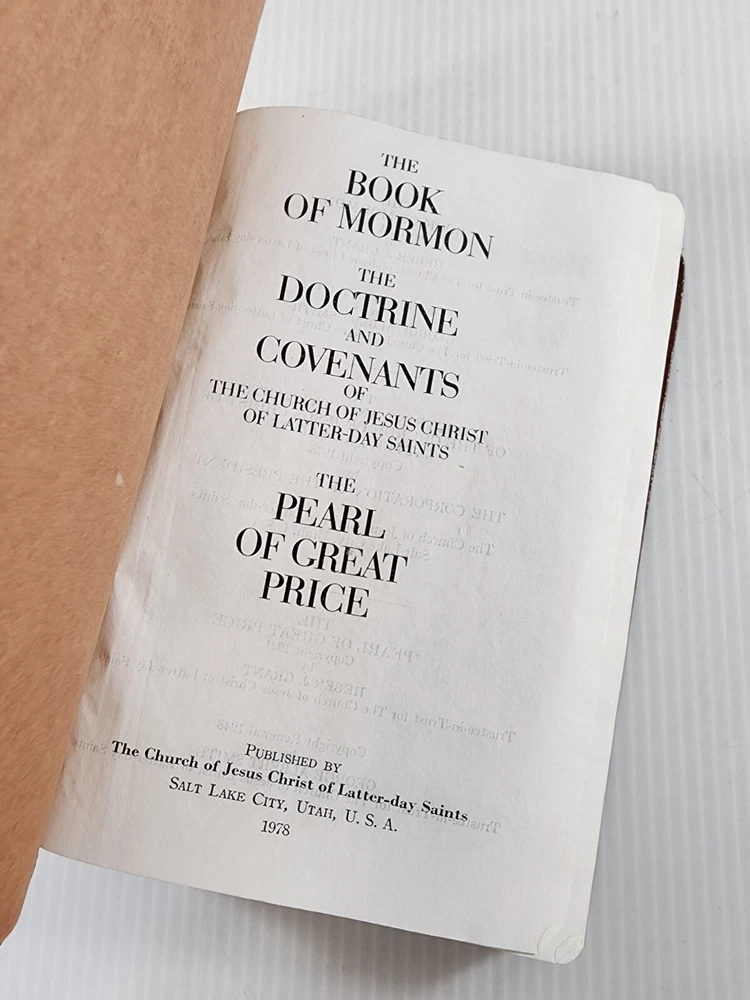 THE
BOOK
OF MORMON
THE
DOCTRINE
AND
COVENANTS
OF
THE CHURCH OF JESUS CHRIST
OF LATTER-DAY SAINTS
THE
PEARL
OF GREAT
PRICE
PUBLISHED BY
The Church of Jesus Christ of Latter-day Saints
SALT LAKE CITY, UTAH, U. S. A.
1978